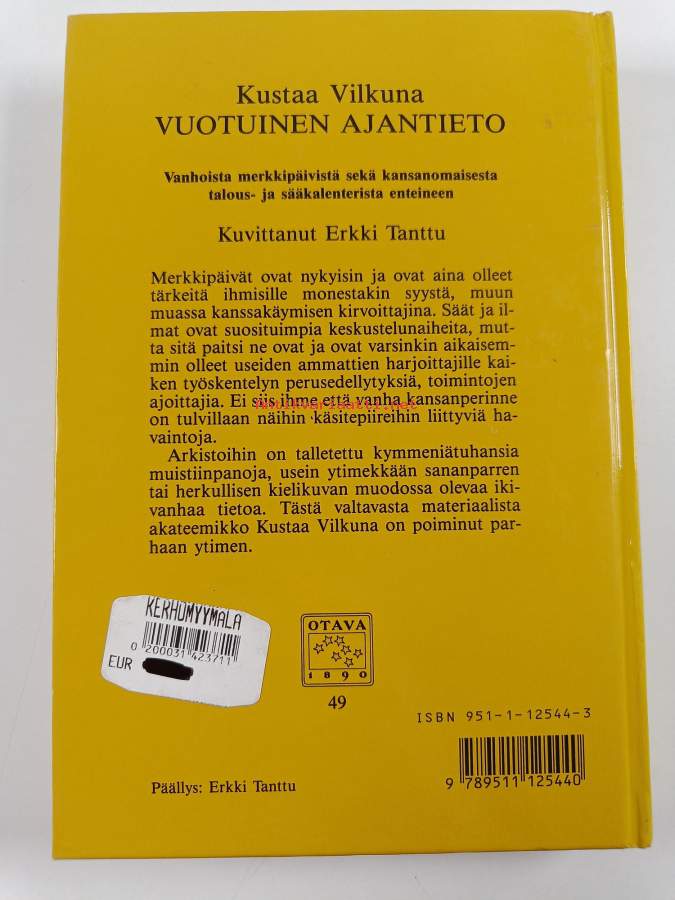 Kustaa Vilkuna
VUOTUINEN AJANTIETO
Vanhoista merkkipäivistä sekä kansanomaisesta
talous- ja sääkalenterista enteineen
Kuvittanut Erkki Tanttu
Merkkipäivät ovat nykyisin ja ovat aina olleet
tärkeitä ihmisille monestakin syystä, muun
muassa kanssakäymisen kirvoittajina. Säät ja il-
mat ovat suosituimpia keskustelunaiheita, mut-
ta sitä paitsi ne ovat ja ovat varsinkin aikaisem-
min olleet useiden ammattien harjoittajille kai-
ken työskentelyn perusedellytyksiä, toimintojen
ajoittajia. Ei siis ihme että vanha kansanperinne
Antikvariaatti.net
on tulvillaan näihin käsitepiireihin liittyviä ha-
vaintoja.
Arkistoihin on talletettu kymmeniätuhansia
muistiinpanoja, usein ytimekkään sananparren
tai herkullisen kielikuvan muodossa olevaa iki-
vanhaa tietoa. Tästä valtavasta materiaalista
akateemikko Kustaa Vilkuna on poiminut par-
haan ytimen.
KERHOMYYMALA
0 200031 423711
EUR
OTAVA
1890
49
ISBN 951-1-12544-3
9 789511 125440
Päällys: Erkki Tanttu